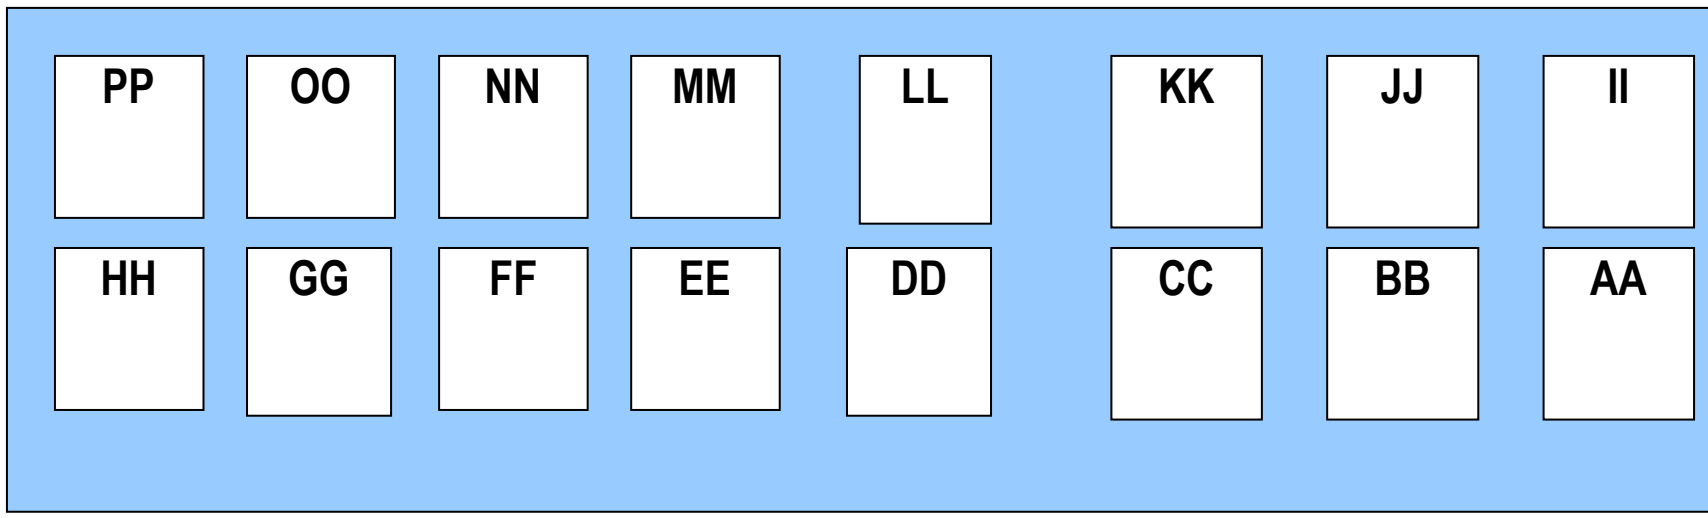 PP OO NN MM LL KK JJ II
HH GG FF EE DD CC BB AA